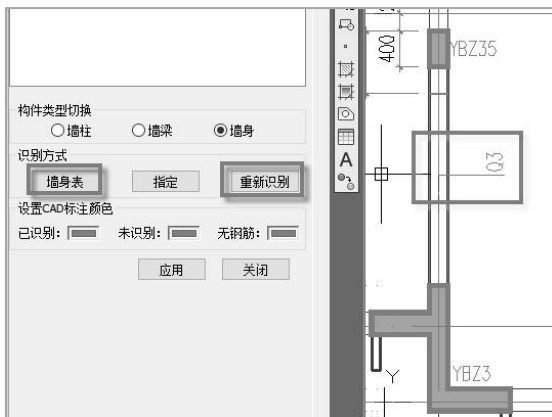 构件类型切换
墙柱 墙梁 墙身
识别方式
墙身表 指定 重新识别
设置CAD标注颜色
已识别: 未识别: 无钢筋:
应用 关闭
A
400
YBZ35
Q3
Y
YBZ3